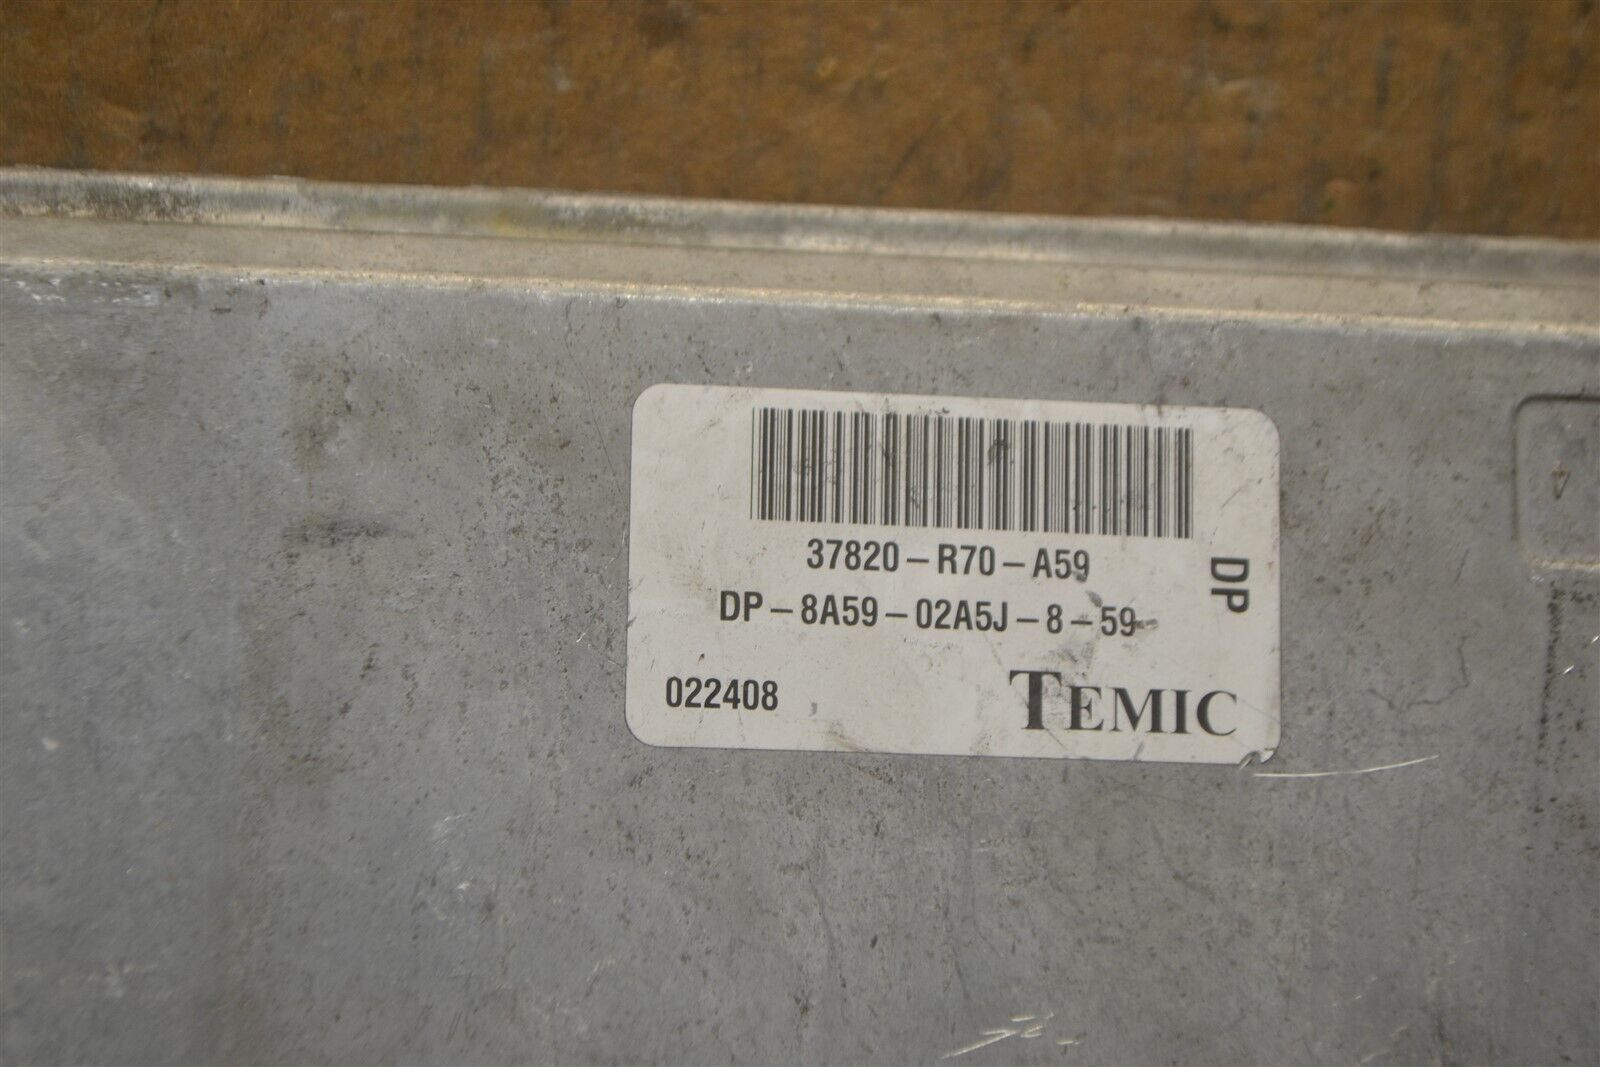 37820-R70-A59
DP-8A59-02A5J-8-59
DP
022408
TEMIC